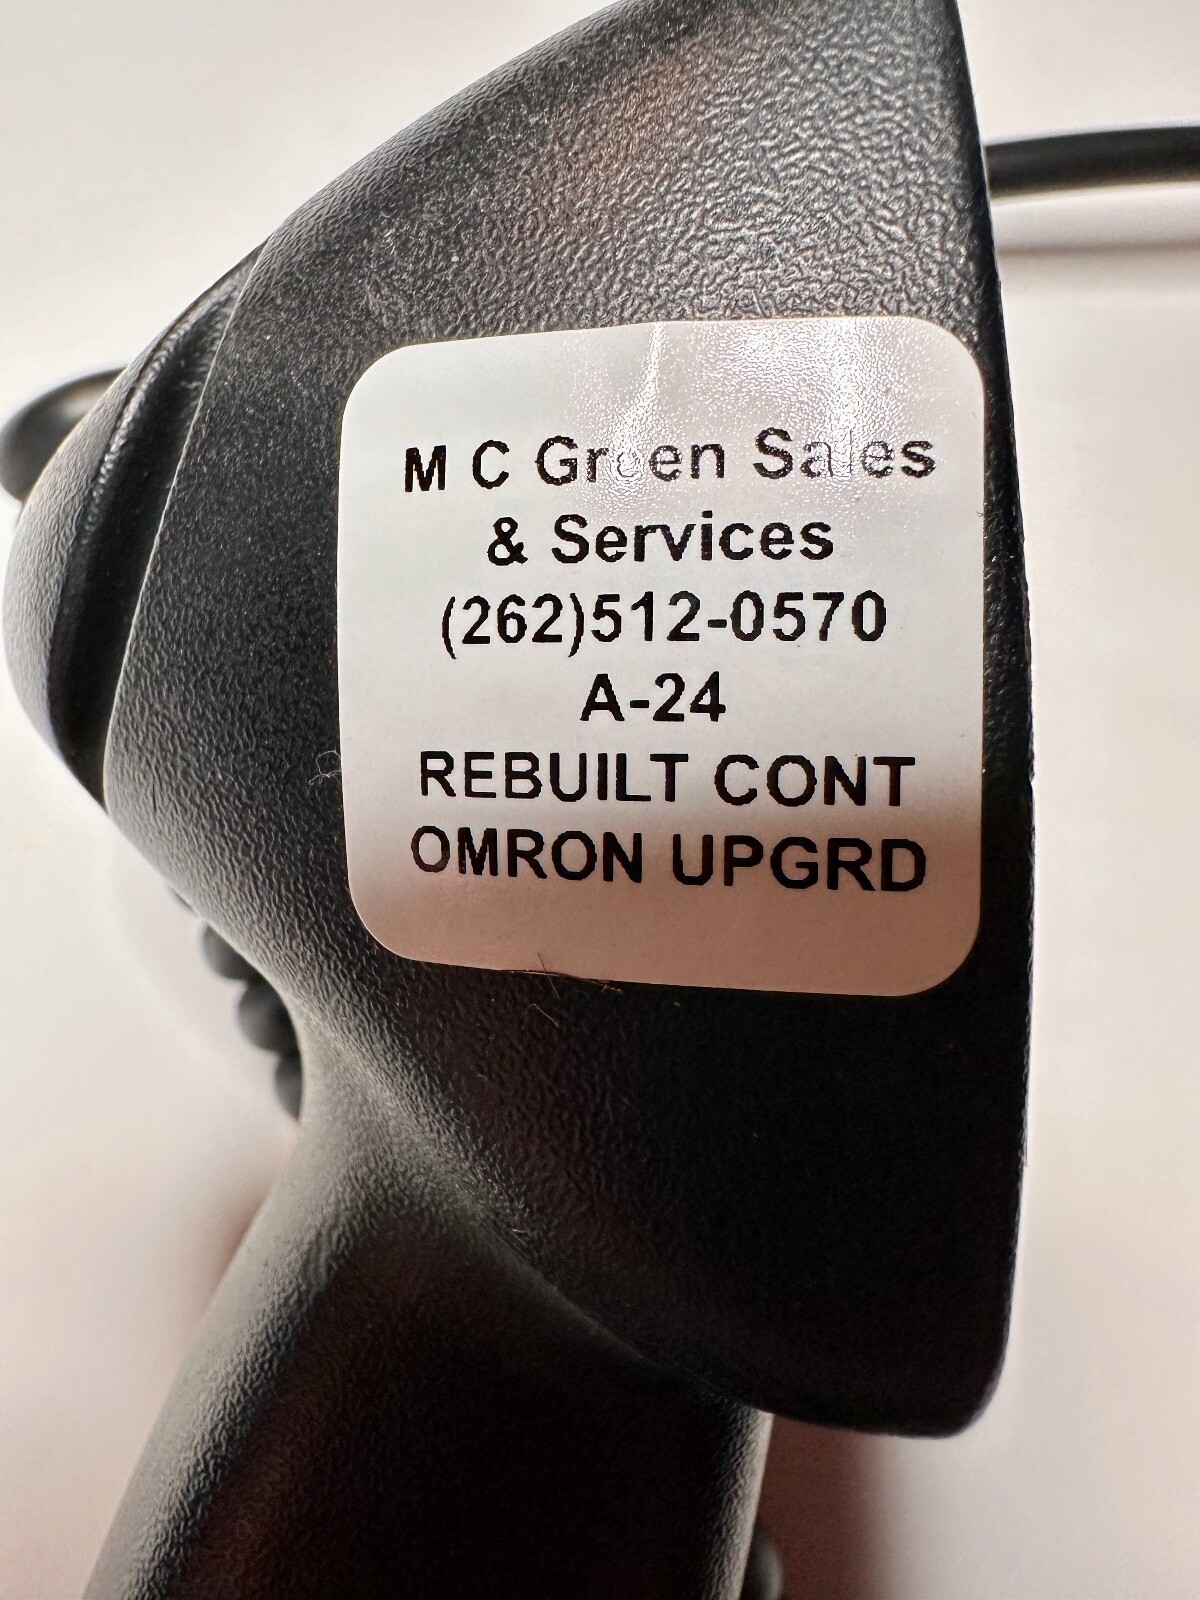 M C Green Sales
& Services
(262)512-0570
A-24
REBUILT CONT
OMRON UPGRD